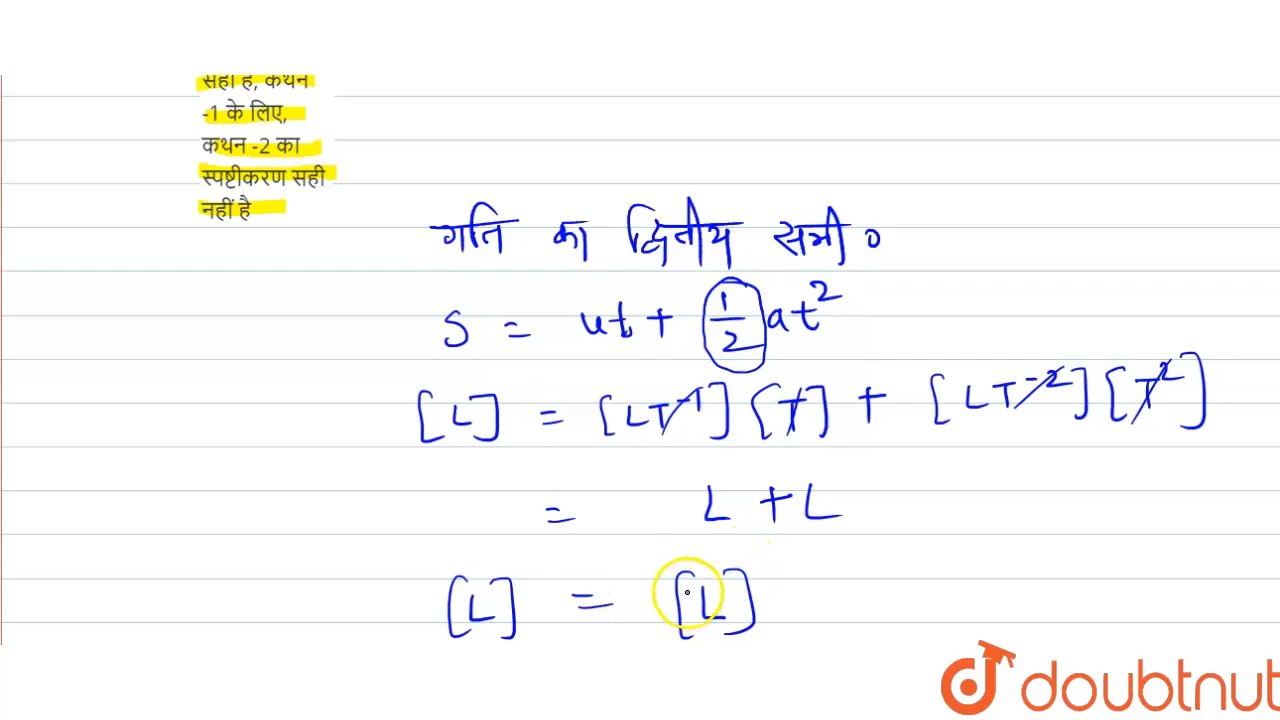 सही है, कथन
-1 के लिए,
कथन -2 का
स्पष्टीकरण सही
नहीं है
गति का द्वितीय समी०
S = ut + 1/2 at²
[L] = [LT⁻¹] [T] + [LT⁻²] [T²]
= L + L
[L] = [L]
doubtnut